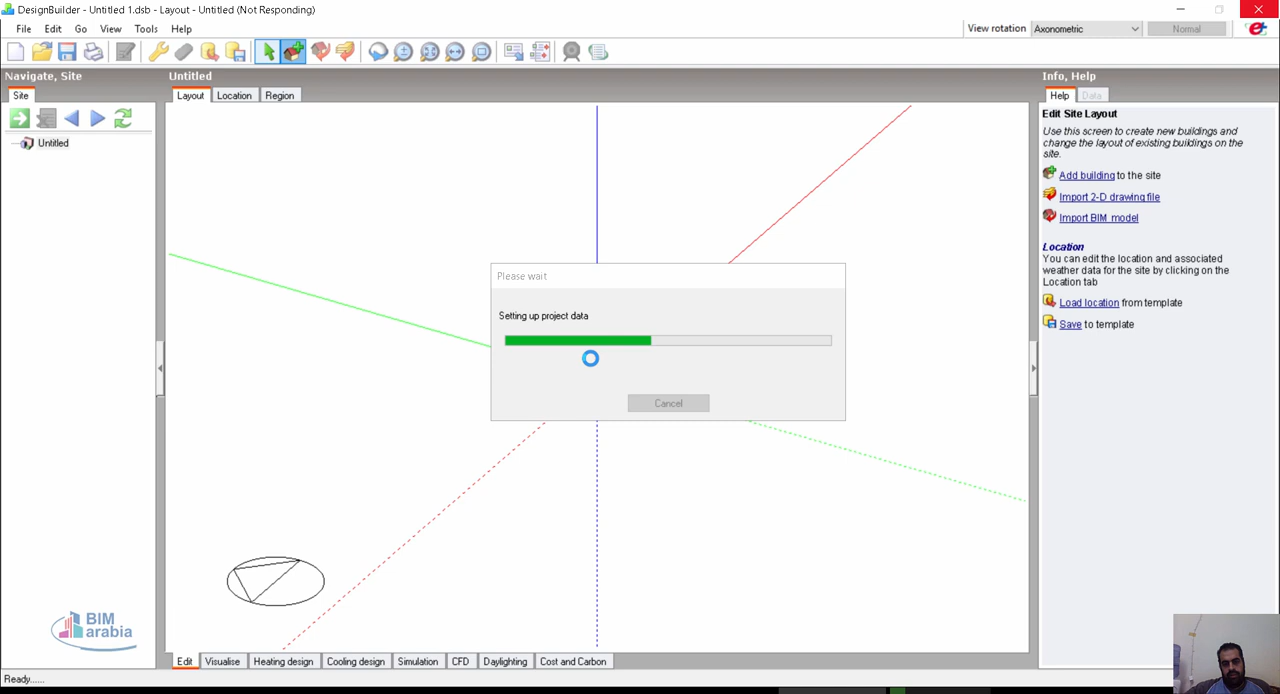 DesignBuilder - Untitled 1.dsb - Layout - Untitled (Not Responding)
File Edit Go View Tools Help
View rotation Axonometric Normal
Navigate, Site
Untitled
Info, Help
Site
Layout Location Region
Help Data
Untitled
Edit Site Layout
Use this screen to create new buildings and
change the layout of existing buildings on the
site.
Add building to the site
Import 2-D drawing file
Import BIM model
Location
You can edit the location and associated
weather data for the site by clicking on the
Location tab
Load location from template
Save to template
Please wait
Setting up project data
Cancel
BIM
arabia
Edit Visualise Heating design Cooling design Simulation CFD Daylighting Cost and Carbon
Ready......